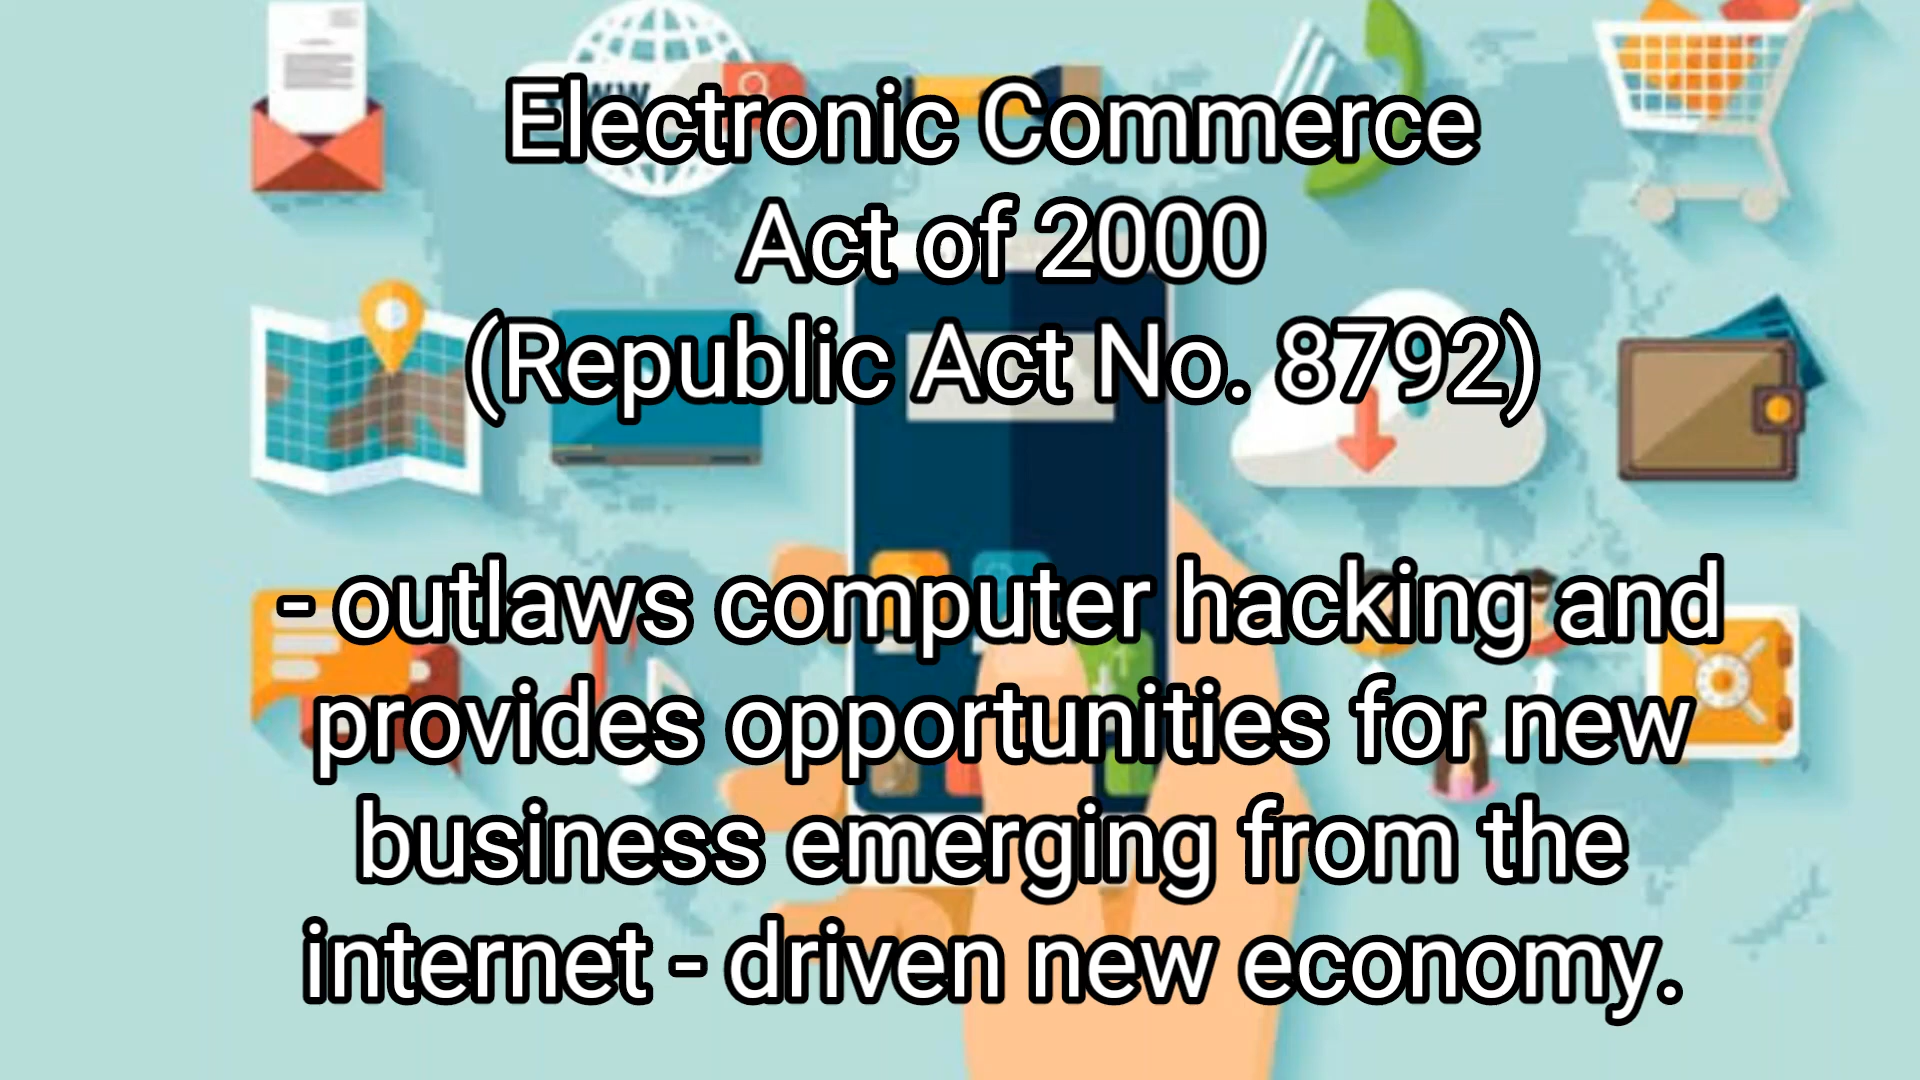 www
Electronic Commerce
Act of 2000
(Republic Act No. 8792)
- outlaws computer hacking and
provides opportunities for new
business emerging from the
internet - driven new economy.